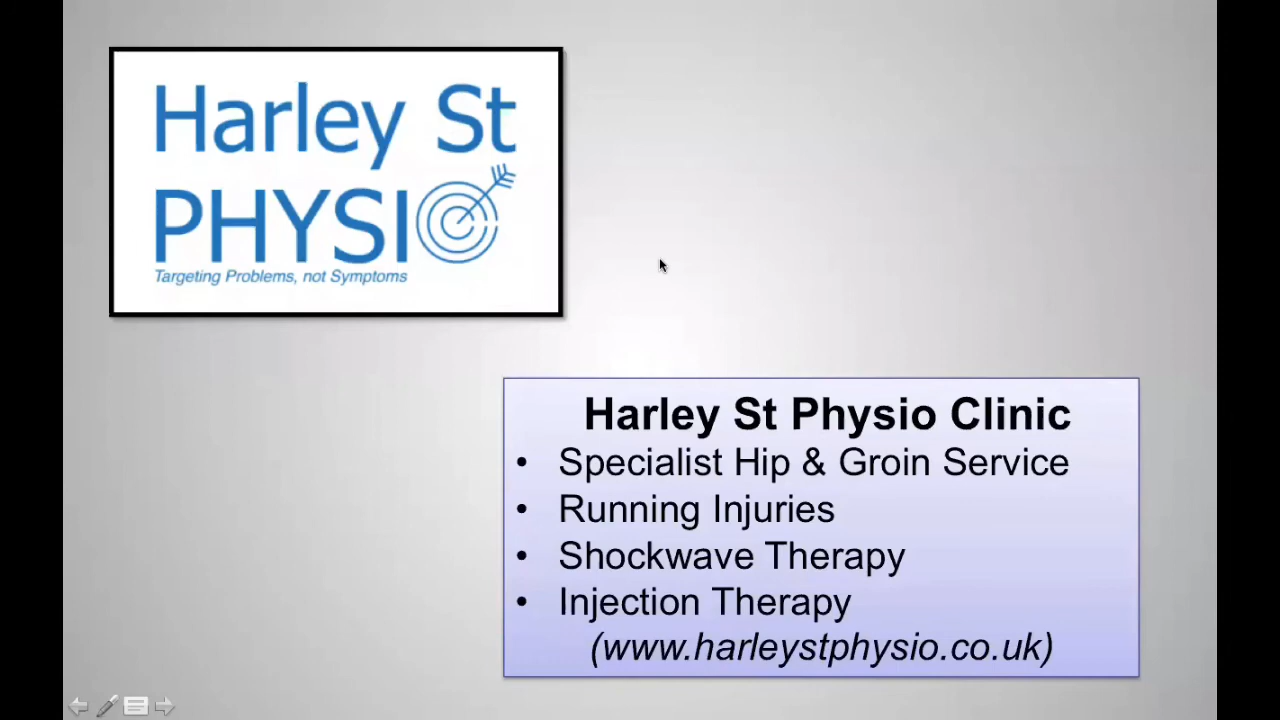 Harley St
PHYSIO
Targeting Problems, not Symptoms
Harley St Physio Clinic
• Specialist Hip & Groin Service
• Running Injuries
• Shockwave Therapy
• Injection Therapy
(www.harleystphysio.co.uk)